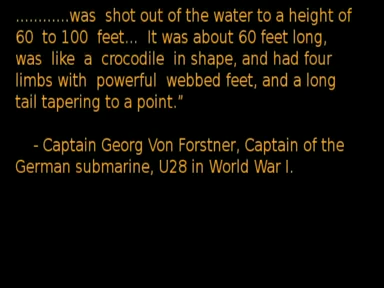 ............was shot out of the water to a height of
60 to 100 feet... It was about 60 feet long,
was like a crocodile in shape, and had four
limbs with powerful webbed feet, and a long
tail tapering to a point.”
- Captain Georg Von Forstner, Captain of the
German submarine, U28 in World War I.